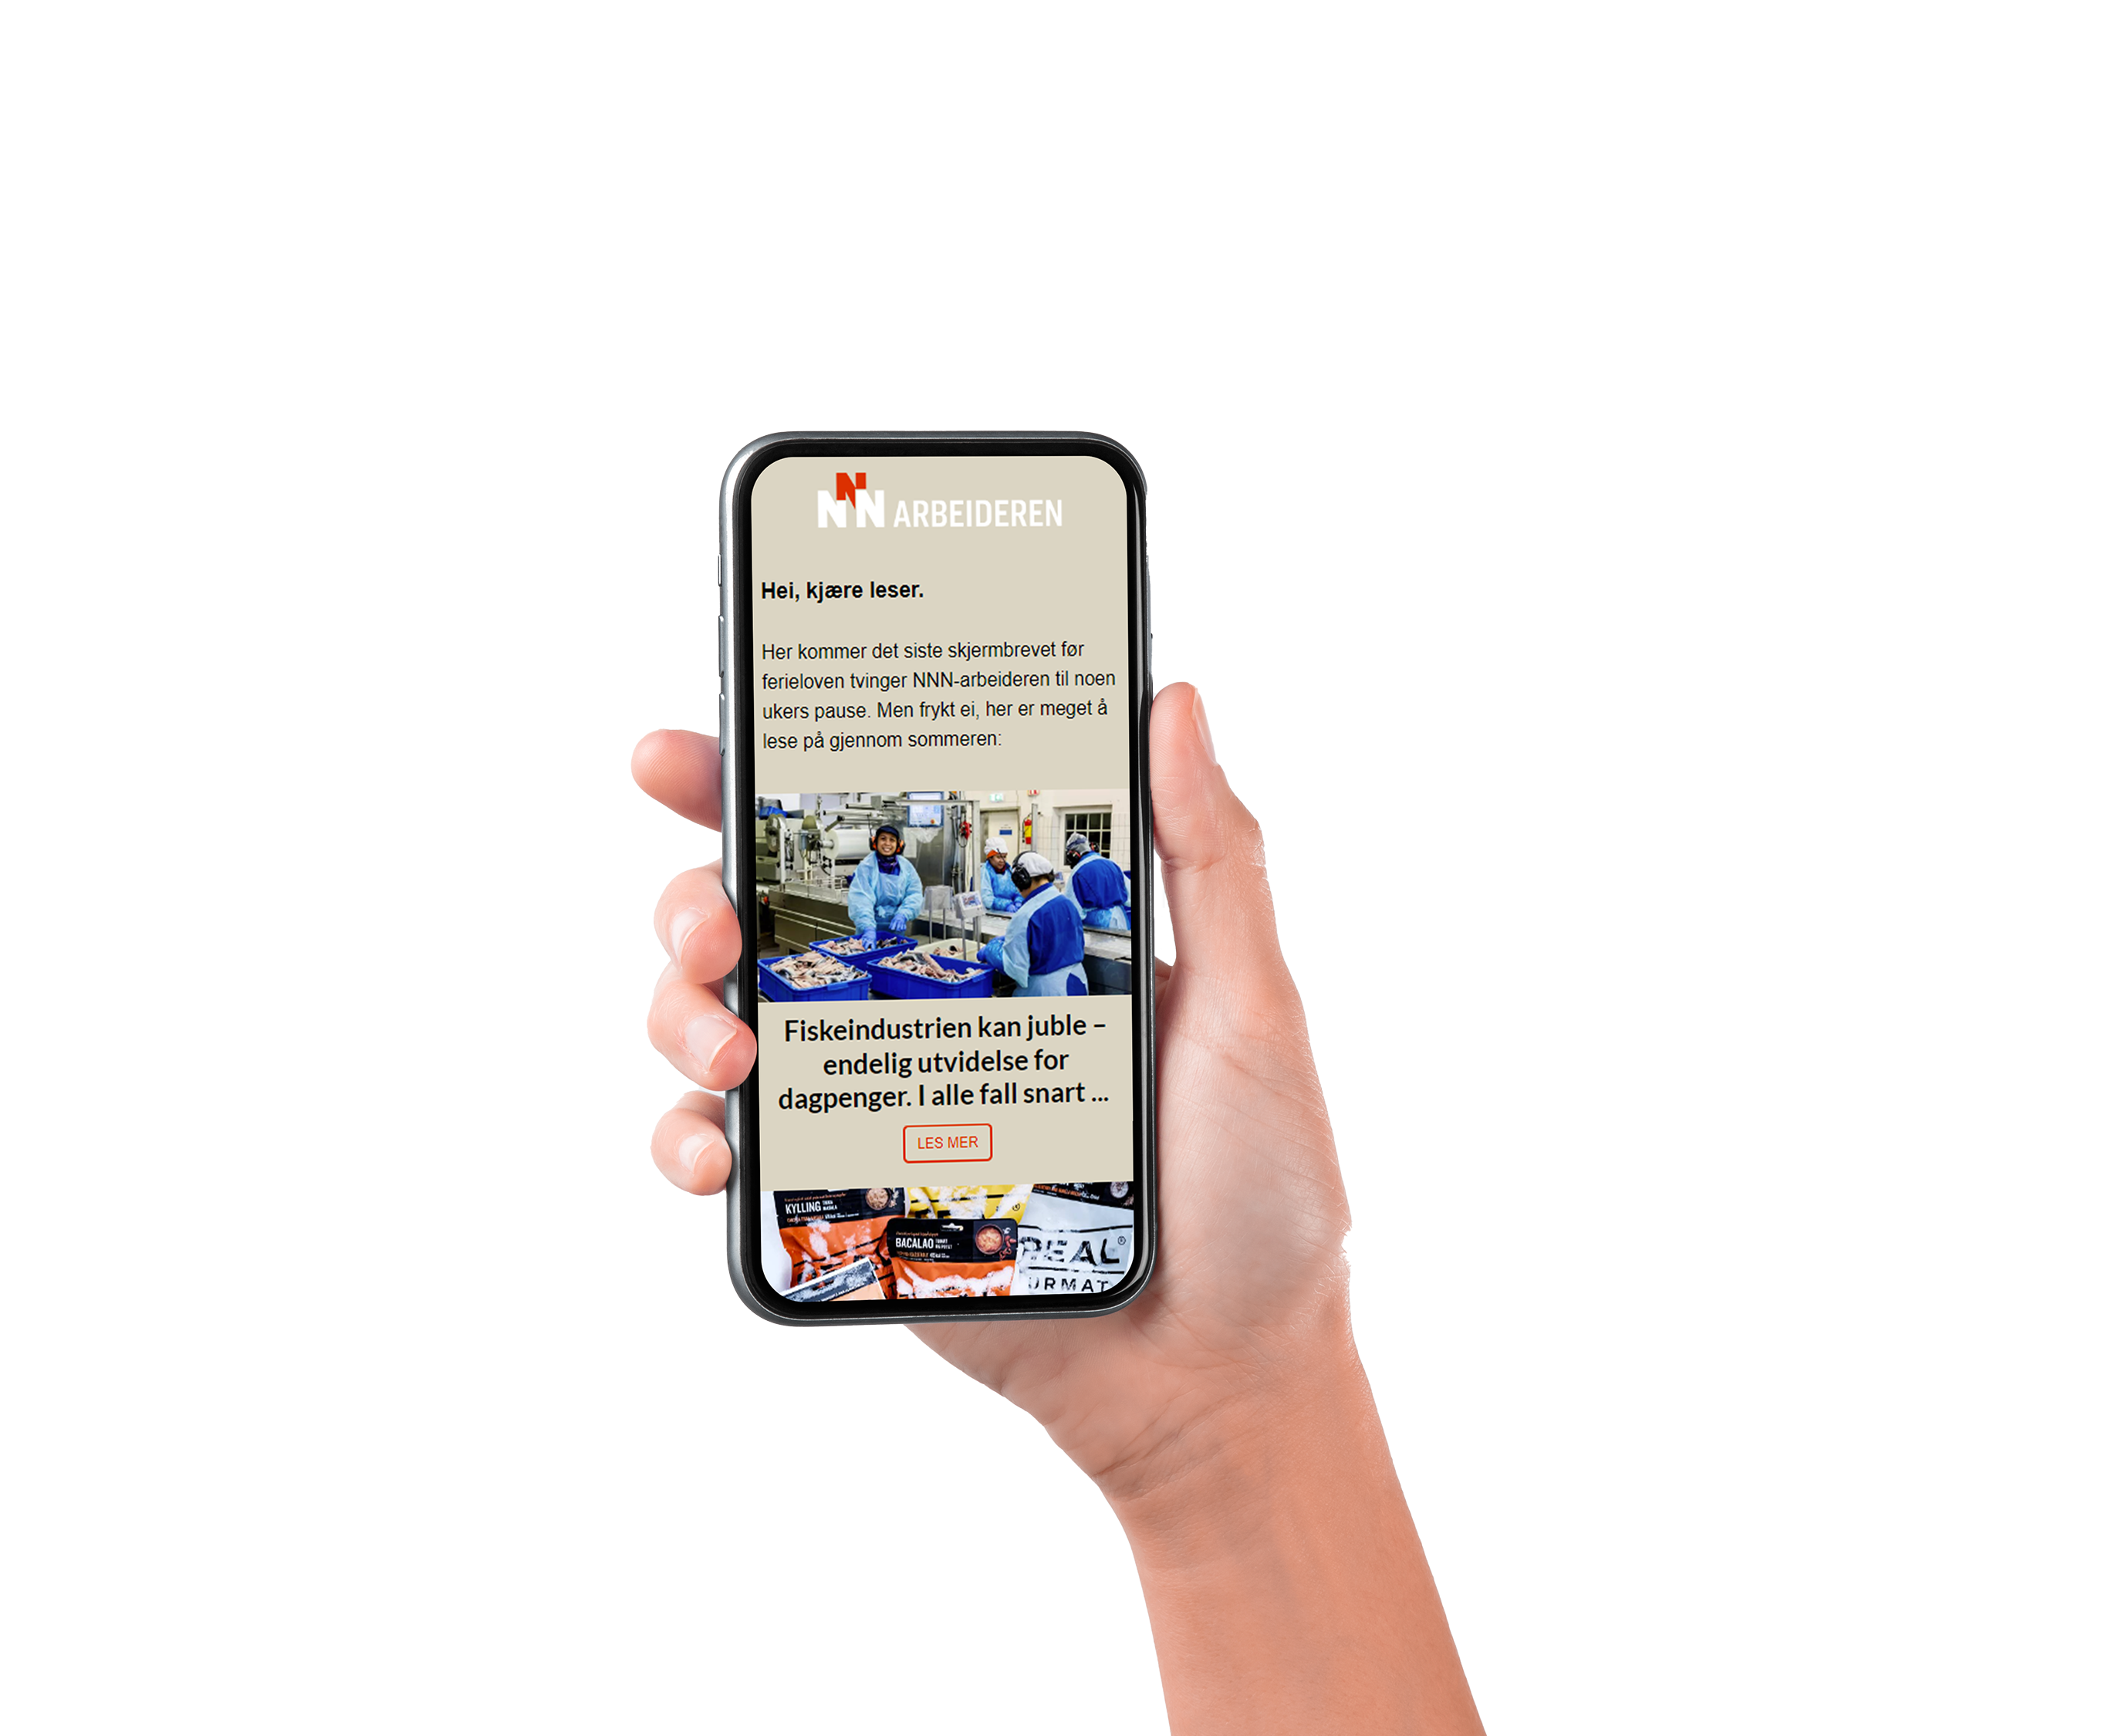 NNN ARBEIDEREN
Hei, kjære leser.
Her kommer det siste skjermbrevet før
ferieloven tvinger NNN-arbeideren til noen
ukers pause. Men frykt ei, her er meget å
lese på gjennom sommeren:
Fiskeindustrien kan juble –
endelig utvidelse for
dagpenger. I alle fall snart ...
LES MER
KYLLING
BACALAO
REAL®
URMAT